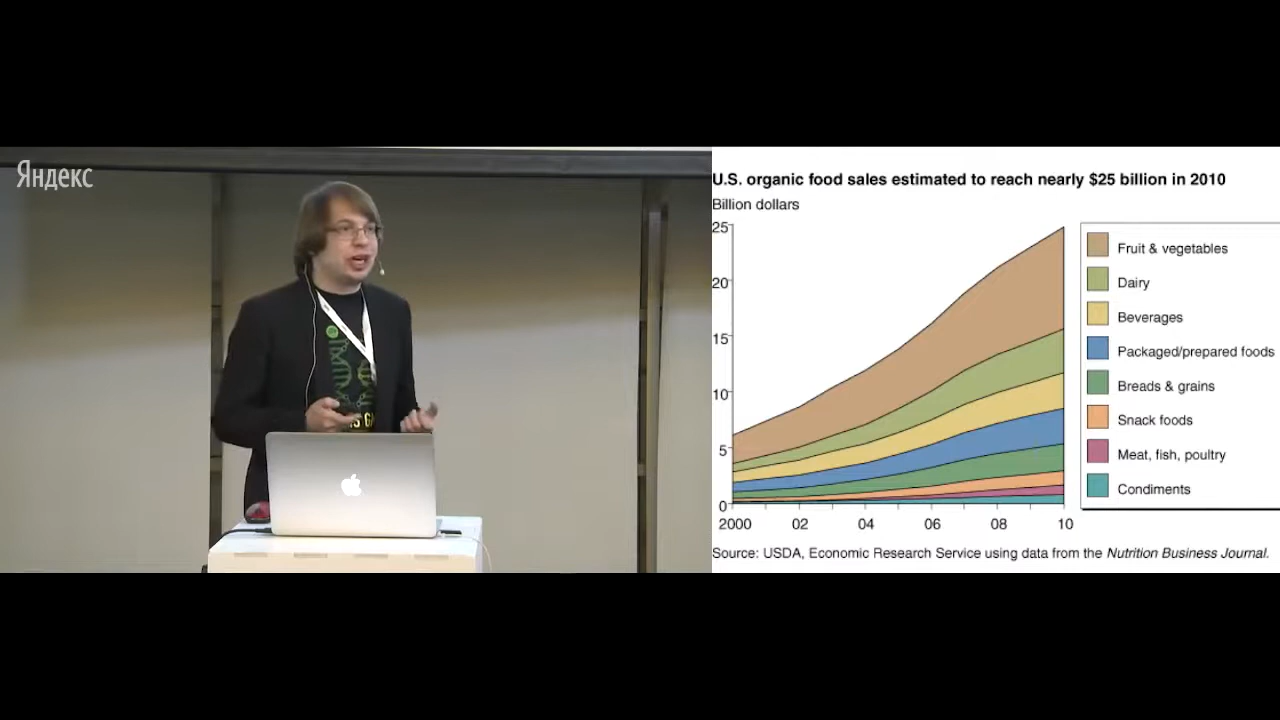 Яндекс
U.S. organic food sales estimated to reach nearly $25 billion in 2010
Billion dollars
25
20
15
10
5
0
2000 02 04 06 08 10
Fruit & vegetables
Dairy
Beverages
Packaged/prepared foods
Breads & grains
Snack foods
Meat, fish, poultry
Condiments
Source: USDA, Economic Research Service using data from the Nutrition Business Journal.